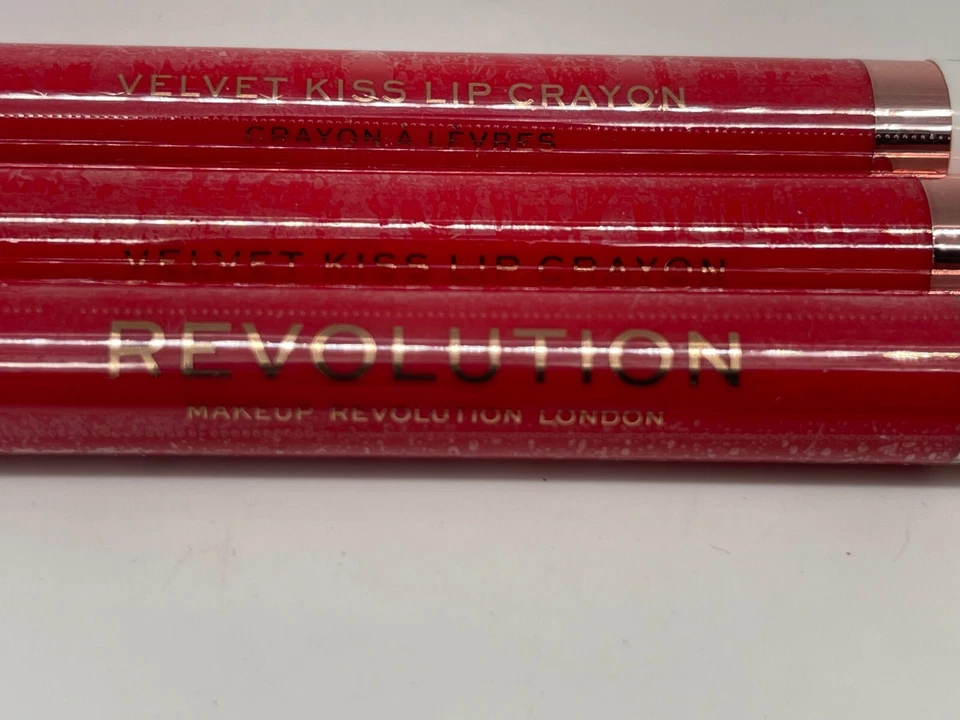 VELVET KISS LIP CRAYON
CRAYON A LÈVRES
VELVET KISS LIP CRAYON
REVOLUTION
MAKEUP REVOLUTION LONDON